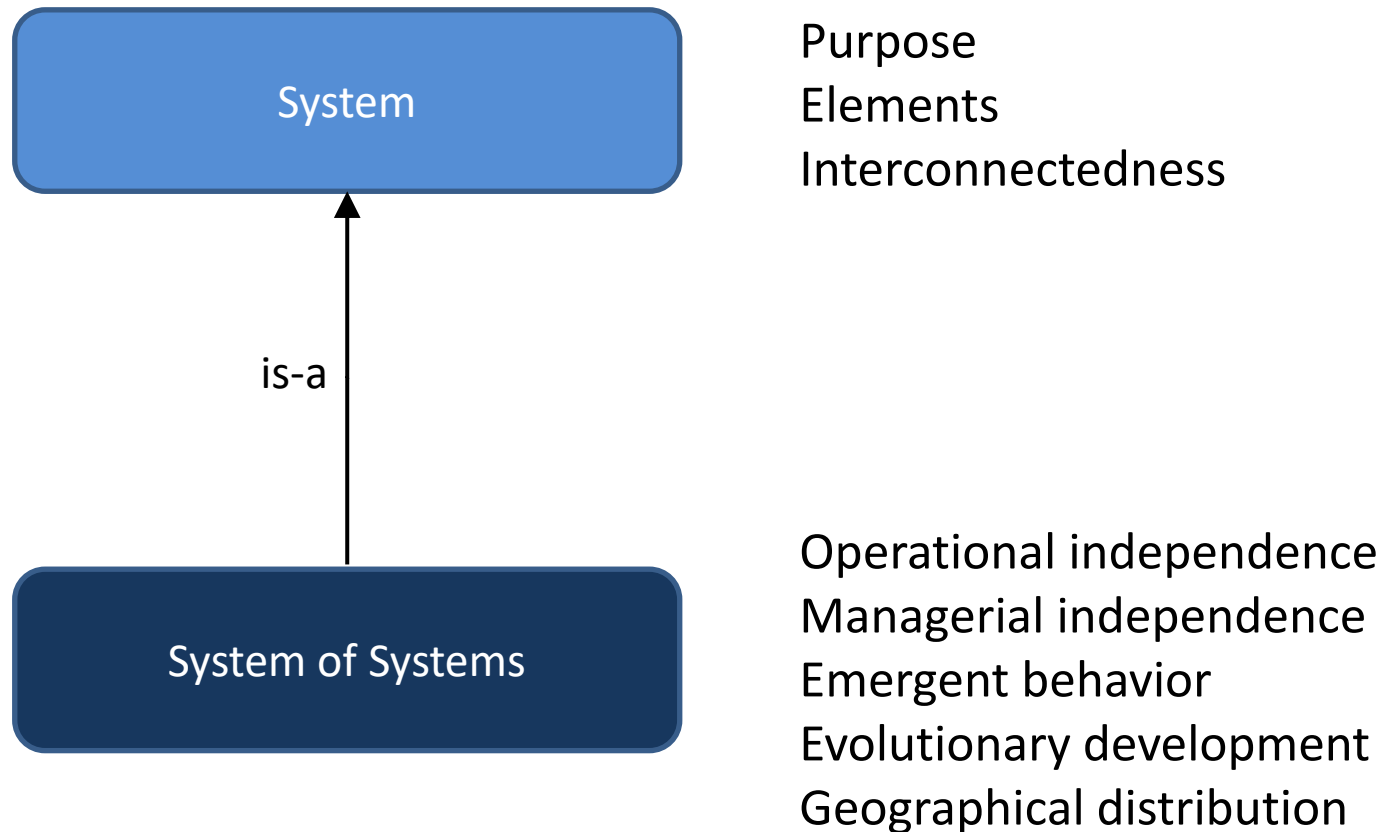 System
Purpose
Elements
Interconnectedness
is-a
System of Systems
Operational independence
Managerial independence
Emergent behavior
Evolutionary development
Geographical distribution